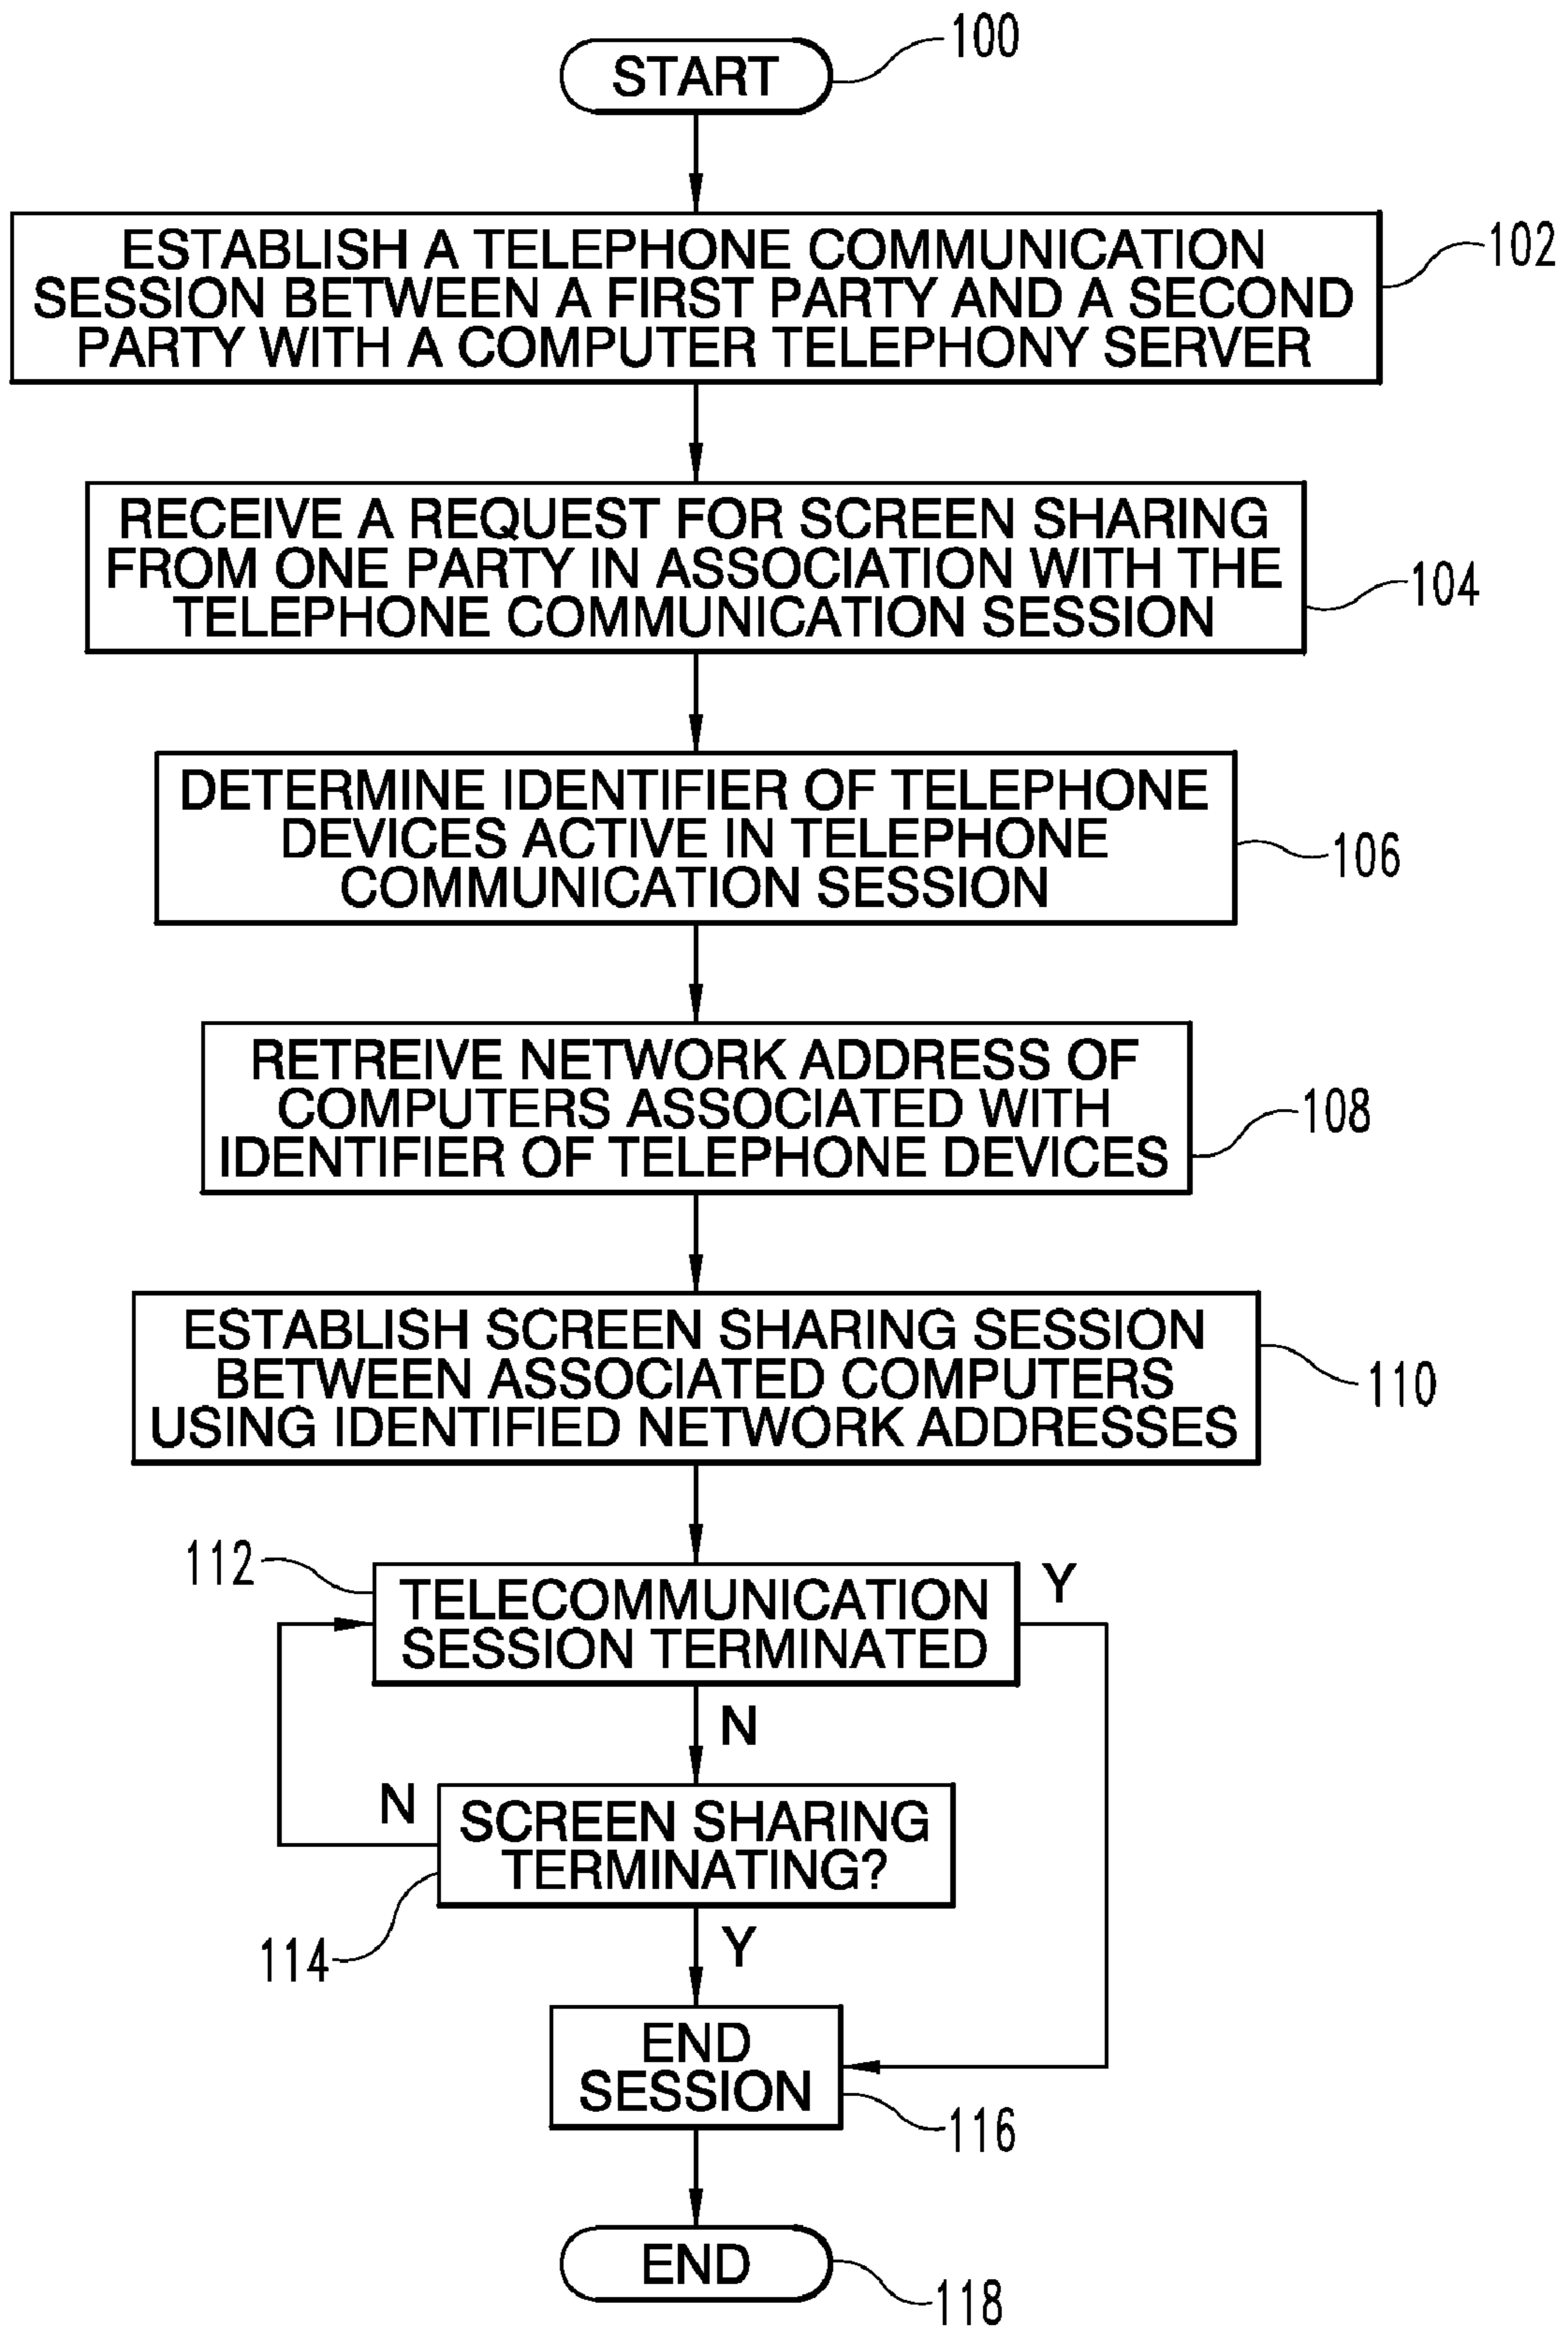 START
100
ESTABLISH A TELEPHONE COMMUNICATION
SESSION BETWEEN A FIRST PARTY AND A SECOND
PARTY WITH A COMPUTER TELEPHONY SERVER
102
RECEIVE A REQUEST FOR SCREEN SHARING
FROM ONE PARTY IN ASSOCIATION WITH THE
TELEPHONE COMMUNICATION SESSION
104
DETERMINE IDENTIFIER OF TELEPHONE
DEVICES ACTIVE IN TELEPHONE
COMMUNICATION SESSION
106
RETREIVE NETWORK ADDRESS OF
COMPUTERS ASSOCIATED WITH
IDENTIFIER OF TELEPHONE DEVICES
108
ESTABLISH SCREEN SHARING SESSION
BETWEEN ASSOCIATED COMPUTERS
USING IDENTIFIED NETWORK ADDRESSES
110
112
TELECOMMUNICATION
SESSION TERMINATED
Y
N
N
SCREEN SHARING
TERMINATING?
114
Y
END
SESSION
116
END
118